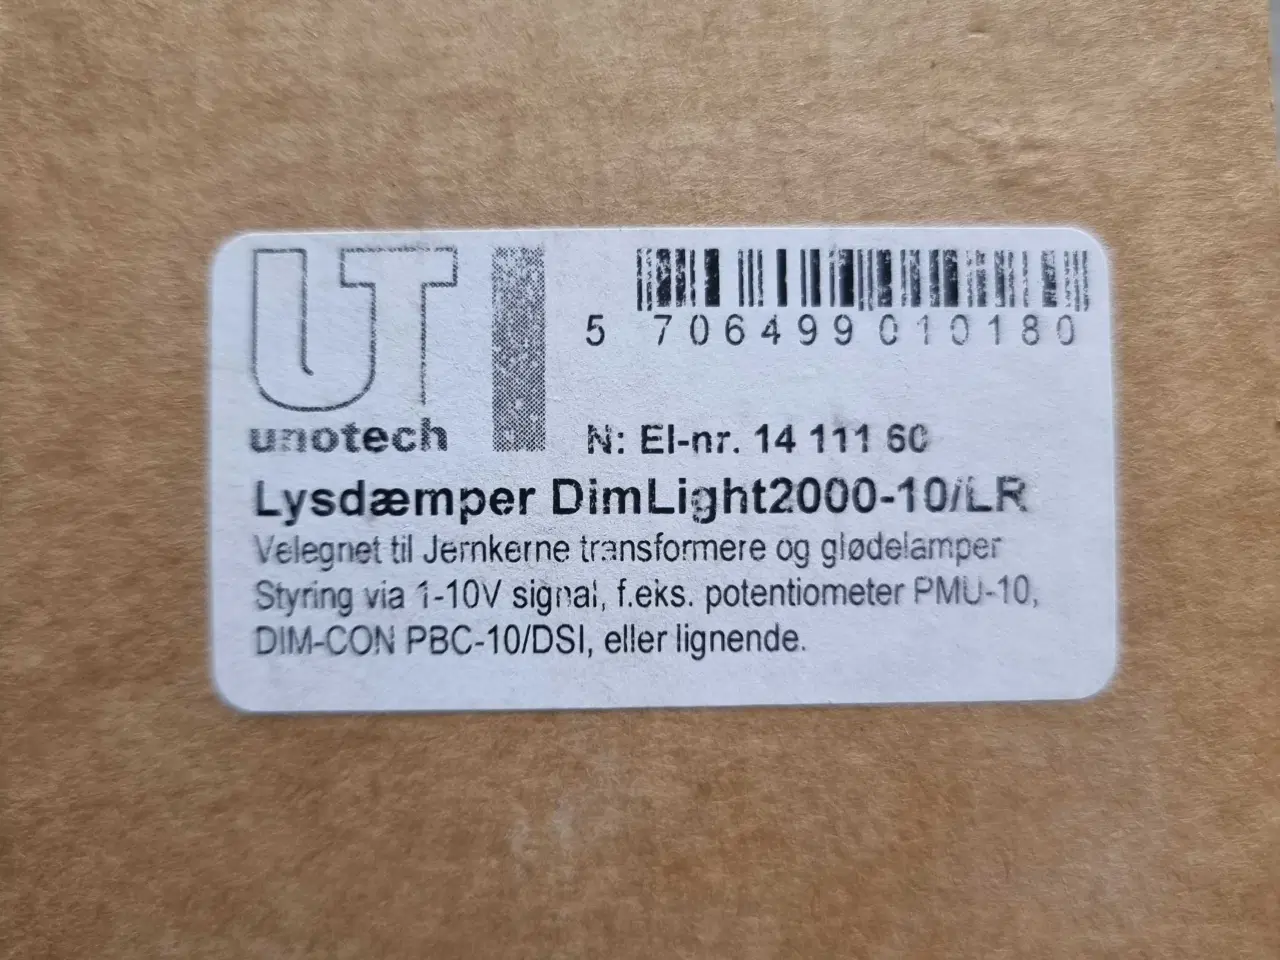 UT
5 706499 010180
unotech
N: El-nr. 14 111 60
Lysdæmper DimLight2000-10/LR
Velegnet til Jernkerne transformere og glødelamper
Styring via 1-10V signal, f.eks. potentiometer PMU-10,
DIM-CON PBC-10/DSI, eller lignende.